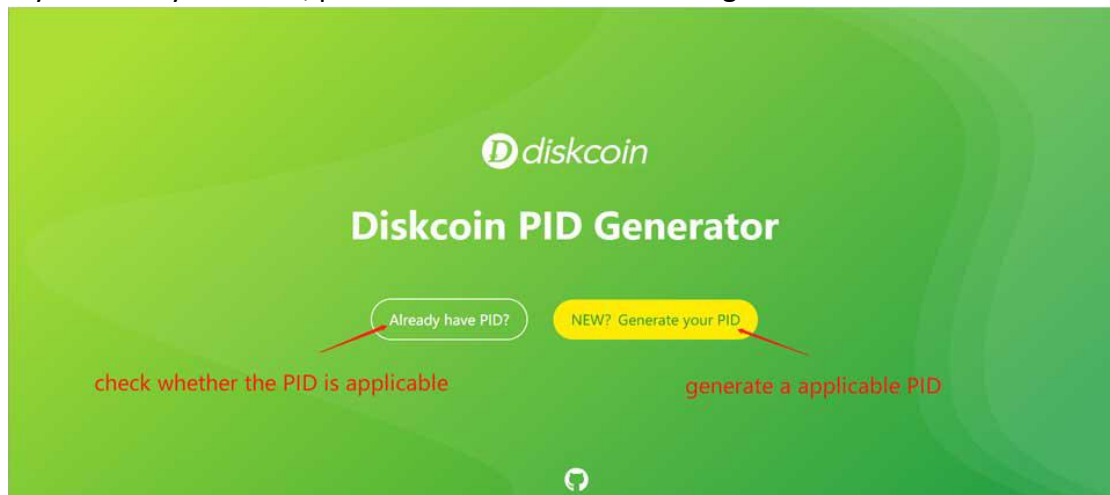 diskcoin
Diskcoin PID Generator
Already have PID?
NEW? Generate your PID
check whether the PID is applicable
generate a applicable PID